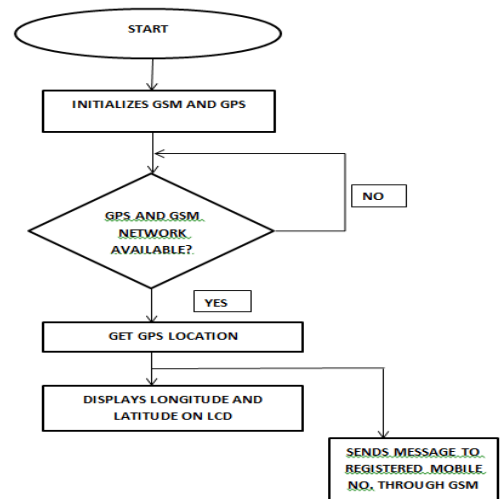 START
INITIALIZES GSM AND GPS
NO
GPS AND GSM
NETWORK
AVAILABLE?
YES
GET GPS LOCATION
DISPLAYS LONGITUDE AND
LATITUDE ON LCD
SENDS MESSAGE TO
REGISTERED MOBILE
NO. THROUGH GSM